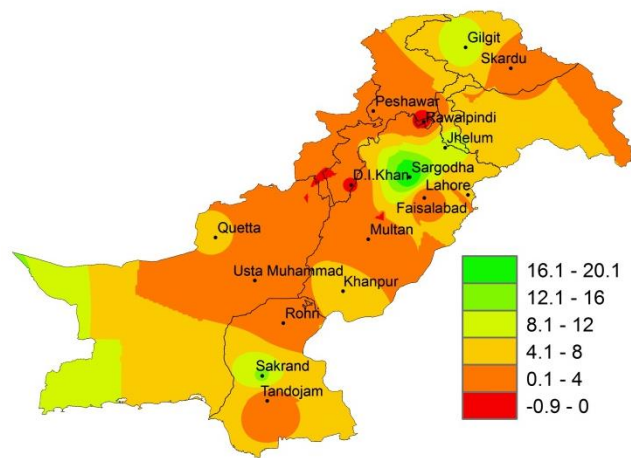 Gilgit
Skardu
Peshawar
Rawalpindi
Jhelum
Sargodha
D.I.Khan
Lahore
Faisalabad
Quetta
Multan
Usta Muhammad
Khanpur
Rohri
Sakrand
Tandojam
16.1 - 20.1
12.1 - 16
8.1 - 12
4.1 - 8
0.1 - 4
-0.9 - 0